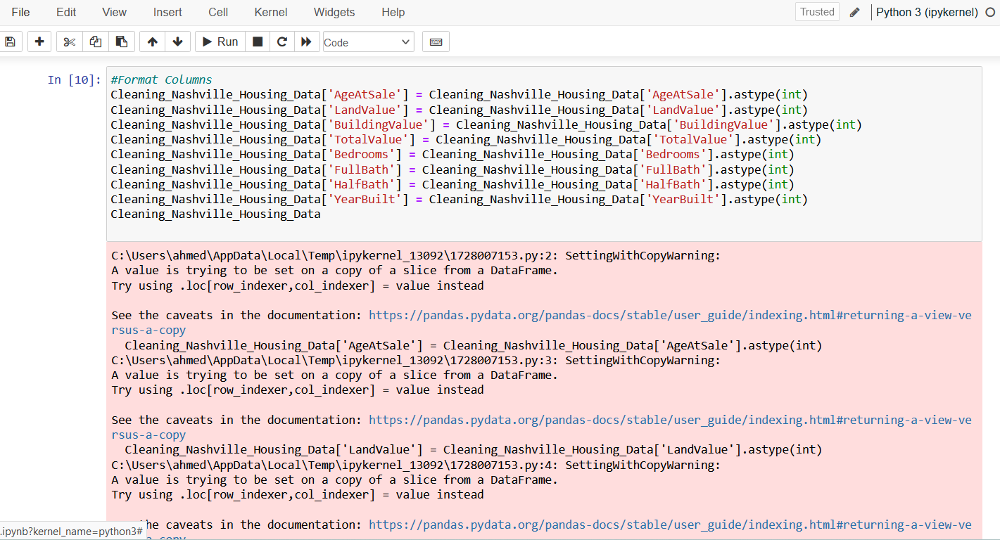 File Edit View Insert Cell Kernel Widgets Help Trusted Python 3 (ipykernel)
Run Code
In [10]: #Format Columns
Cleaning_Nashville_Housing_Data['AgeAtSale'] = Cleaning_Nashville_Housing_Data['AgeAtSale'].astype(int)
Cleaning_Nashville_Housing_Data['LandValue'] = Cleaning_Nashville_Housing_Data['LandValue'].astype(int)
Cleaning_Nashville_Housing_Data['BuildingValue'] = Cleaning_Nashville_Housing_Data['BuildingValue'].astype(int)
Cleaning_Nashville_Housing_Data['TotalValue'] = Cleaning_Nashville_Housing_Data['TotalValue'].astype(int)
Cleaning_Nashville_Housing_Data['Bedrooms'] = Cleaning_Nashville_Housing_Data['Bedrooms'].astype(int)
Cleaning_Nashville_Housing_Data['FullBath'] = Cleaning_Nashville_Housing_Data['FullBath'].astype(int)
Cleaning_Nashville_Housing_Data['HalfBath'] = Cleaning_Nashville_Housing_Data['HalfBath'].astype(int)
Cleaning_Nashville_Housing_Data['YearBuilt'] = Cleaning_Nashville_Housing_Data['YearBuilt'].astype(int)
Cleaning_Nashville_Housing_Data
C:\Users\ahmed\AppData\Local\Temp\ipykernel_13092\1728007153.py:2: SettingWithCopyWarning:
A value is trying to be set on a copy of a slice from a DataFrame.
Try using .loc[row_indexer,col_indexer] = value instead
See the caveats in the documentation: https://pandas.pydata.org/pandas-docs/stable/user_guide/indexing.html#returning-a-view-ve
rsus-a-copy
Cleaning_Nashville_Housing_Data['AgeAtSale'] = Cleaning_Nashville_Housing_Data['AgeAtSale'].astype(int)
C:\Users\ahmed\AppData\Local\Temp\ipykernel_13092\1728007153.py:3: SettingWithCopyWarning:
A value is trying to be set on a copy of a slice from a DataFrame.
Try using .loc[row_indexer,col_indexer] = value instead
See the caveats in the documentation: https://pandas.pydata.org/pandas-docs/stable/user_guide/indexing.html#returning-a-view-ve
rsus-a-copy
Cleaning_Nashville_Housing_Data['LandValue'] = Cleaning_Nashville_Housing_Data['LandValue'].astype(int)
C:\Users\ahmed\AppData\Local\Temp\ipykernel_13092\1728007153.py:4: SettingWithCopyWarning:
A value is trying to be set on a copy of a slice from a DataFrame.
Try using .loc[row_indexer,col_indexer] = value instead
he caveats in the documentation: https://pandas.pydata.org/pandas-docs/stable/user_guide/indexing.html#returning-a-view-ve
.ipynb?kernel_name=python3#